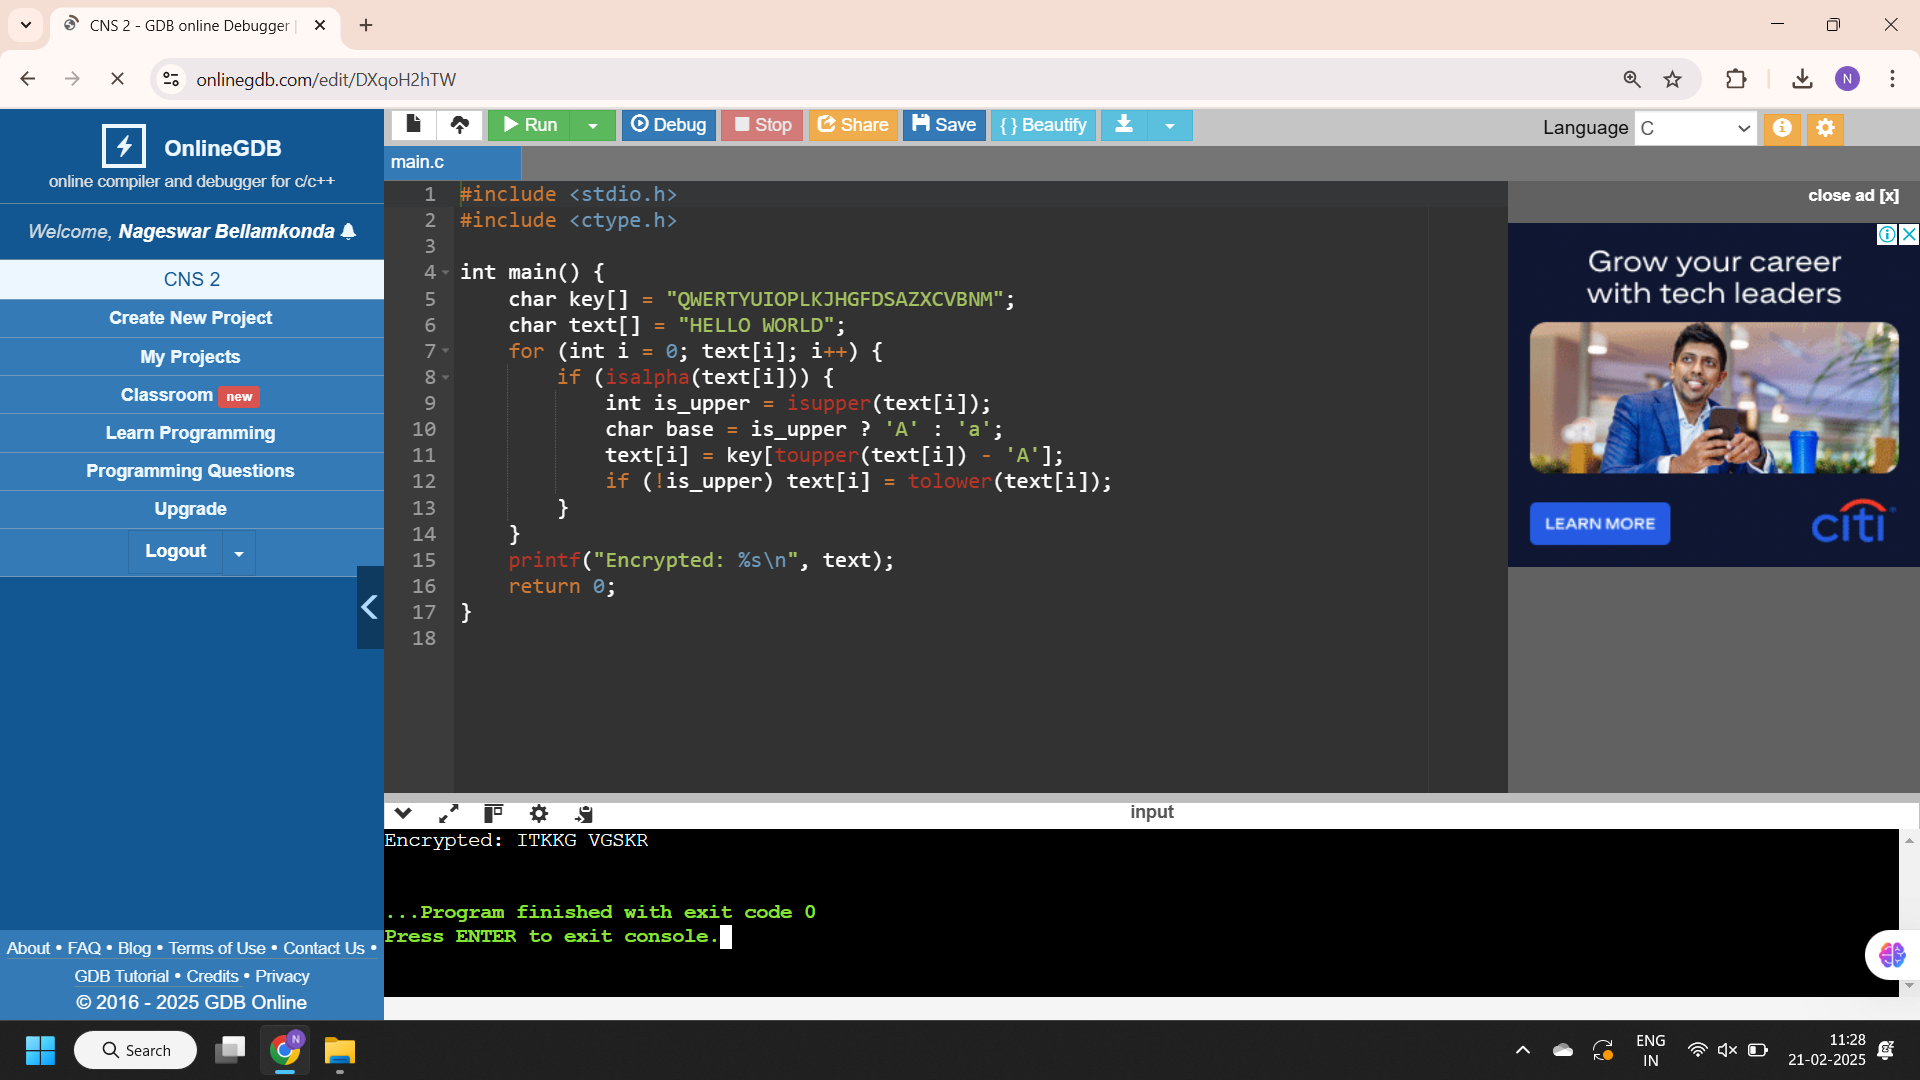 CNS 2 - GDB online Debugger |
onlinegdb.com/edit/DXqoH2hTW
N
OnlineGDB
online compiler and debugger for c/c++
Welcome, Nageswar Bellamkonda
CNS 2
Create New Project
My Projects
Classroom new
Learn Programming
Programming Questions
Upgrade
Logout
About • FAQ • Blog • Terms of Use • Contact Us •
GDB Tutorial • Credits • Privacy
© 2016 - 2025 GDB Online
Run Debug Stop Share Save { } Beautify
Language C
main.c
1 #include <stdio.h>
2 #include <ctype.h>
3
4 int main() {
5 char key[] = "QWERTYUIOPLKJHGFDSAZXCVBNM";
6 char text[] = "HELLO WORLD";
7 for (int i = 0; text[i]; i++) {
8 if (isalpha(text[i])) {
9 int is_upper = isupper(text[i]);
10 char base = is_upper ? 'A' : 'a';
11 text[i] = key[toupper(text[i]) - 'A'];
12 if (!is_upper) text[i] = tolower(text[i]);
13 }
14 }
15 printf("Encrypted: %s\n", text);
16 return 0;
17 }
18
close ad [x]
Grow your career
with tech leaders
LEARN MORE
citi
input
Encrypted: ITKKG VGSKR
...Program finished with exit code 0
Press ENTER to exit console.
Search
N
ENG
IN
11:28
21-02-2025